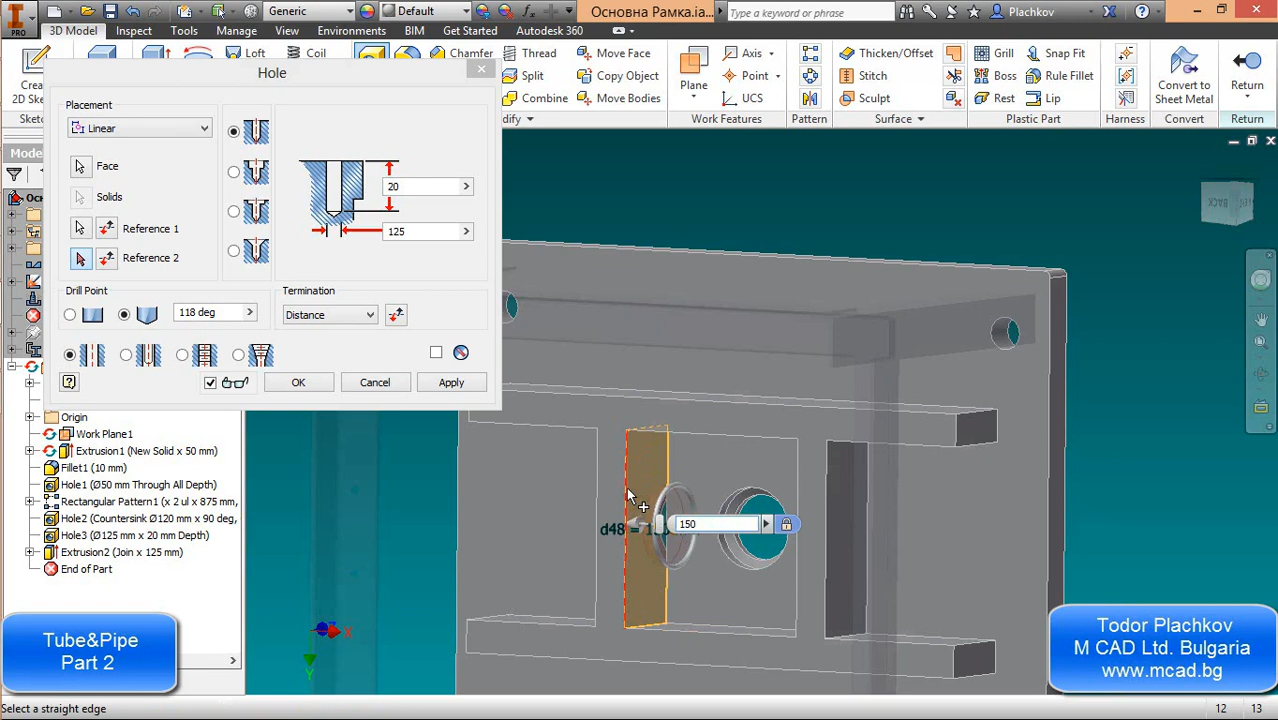 Generic
Default
Основна Рамка.ia...
Type a keyword or phrase
Plachkov
PRO
3D Model
Inspect
Tools
Manage
View
Environments
BIM
Get Started
Autodesk 360
Loft
Coil
Chamfer
Thread
Move Face
Split
Copy Object
Combine
Move Bodies
Plane
Axis
Point
UCS
Thicken/Offset
Stitch
Sculpt
Grill
Snap Fit
Boss
Rule Fillet
Rest
Lip
Convert to
Sheet Metal
Return
2D Sk
Work Features
Pattern
Surface
Plastic Part
Harness
Convert
Return
Hole
Placement
Linear
Face
Solids
Reference 1
Reference 2
20
125
Drill Point
118 deg
Termination
Distance
OK
Cancel
Apply
Origin
Work Plane1
Extrusion1 (New Solid x 50 mm)
Fillet1 (10 mm)
Hole1 (Ø50 mm Through All Depth)
Rectangular Pattern1 (x 2 ul x 875 mm,
Hole2 (Countersink Ø120 mm x 90 deg,
Hole3 (Ø125 mm x 20 mm Depth)
Extrusion2 (Join x 125 mm)
End of Part
BACK
d48 =
150
X
Y
Tube&Pipe
Part 2
Todor Plachkov
M CAD Ltd. Bulgaria
www.mcad.bg
Select a straight edge
12
13